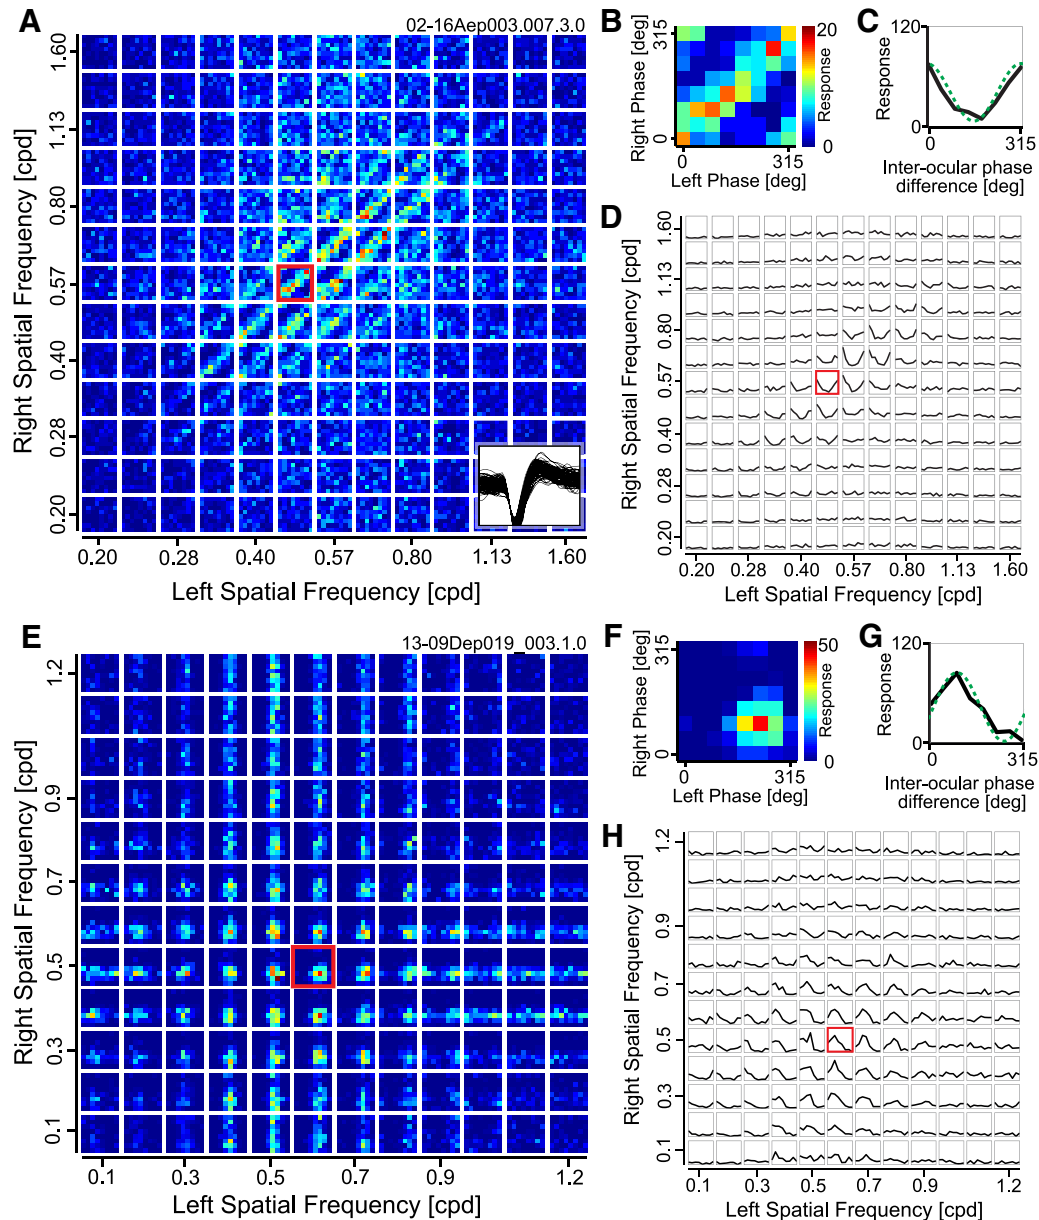 A
02-16Aep003.007.3.0
Right Spatial Frequency [cpd]
1.60
1.13
0.80
0.57
0.40
0.28
0.20
0.20 0.28 0.40 0.57 0.80 1.13 1.60
Left Spatial Frequency [cpd]
B
Right Phase [deg]
315
0
0 315
Left Phase [deg]
20
0
Response
C
Response
120
0
0 315
Inter-ocular phase
difference [deg]
D
Right Spatial Frequency [cpd]
1.60
1.13
0.80
0.57
0.40
0.28
0.20
0.20 0.28 0.40 0.57 0.80 1.13 1.60
Left Spatial Frequency [cpd]
E
13-09Dep019_003.1.0
Right Spatial Frequency [cpd]
1.2
0.9
0.7
0.5
0.3
0.1
0.1 0.3 0.5 0.7 0.9 1.2
Left Spatial Frequency [cpd]
F
Right Phase [deg]
315
0
0 315
Left Phase [deg]
50
0
Response
G
Response
120
0
0 315
Inter-ocular phase
difference [deg]
H
Right Spatial Frequency [cpd]
1.2
0.9
0.7
0.5
0.3
0.1
0.1 0.3 0.5 0.7 0.9 1.2
Left Spatial Frequency [cpd]